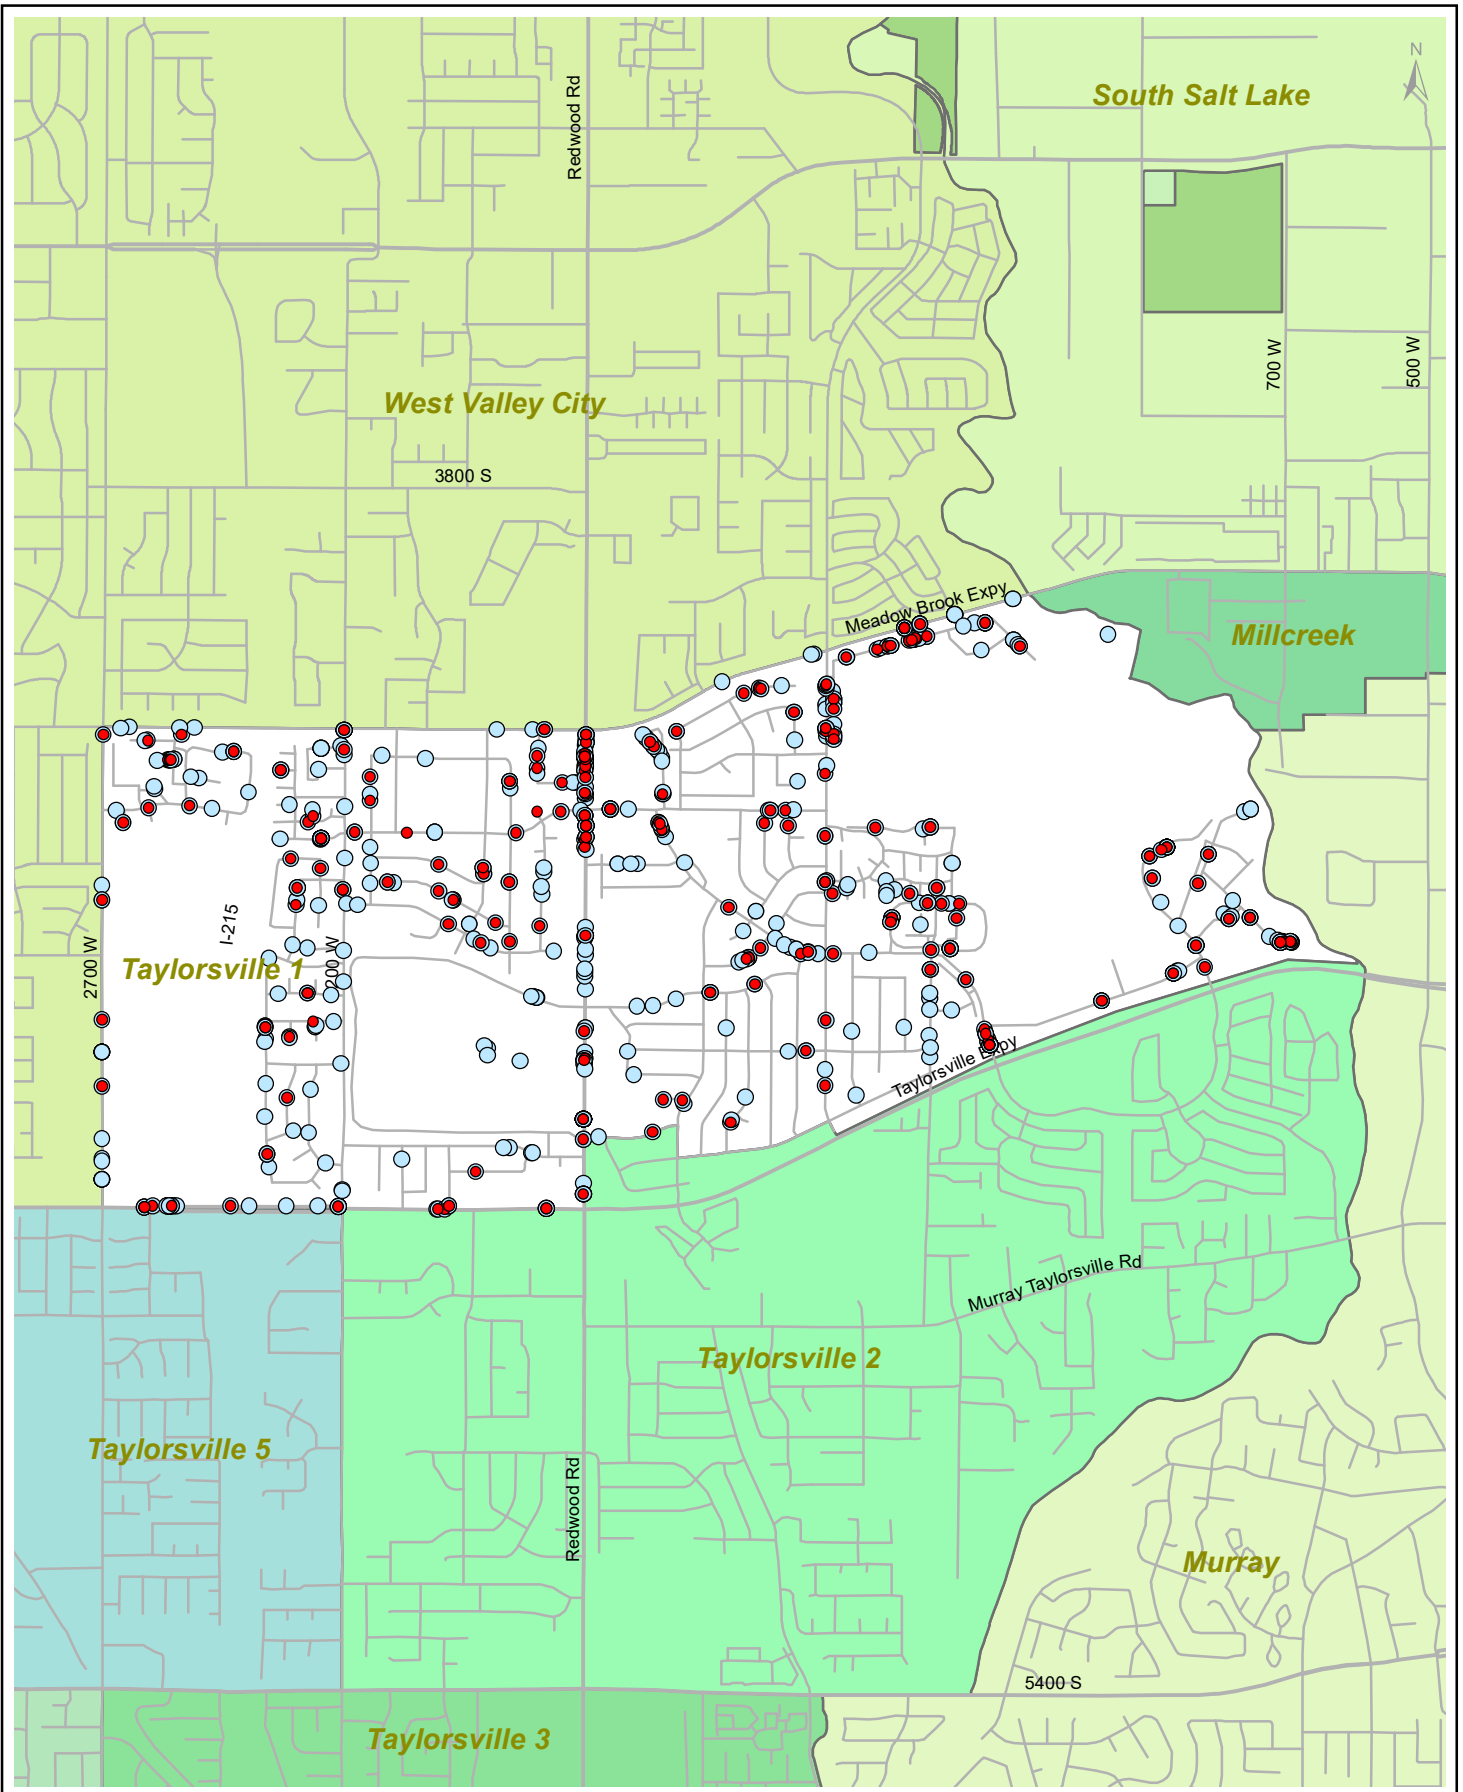 N
South Salt Lake
Redwood Rd
700 W
500 W
West Valley City
3800 S
Meadow Brook Expy
Millcreek
I-215
2700 W
Taylorsville 1
200 W
Taylorsville Expy
Murray Taylorsville Rd
Taylorsville 2
Taylorsville 5
Redwood Rd
Murray
5400 S
Taylorsville 3